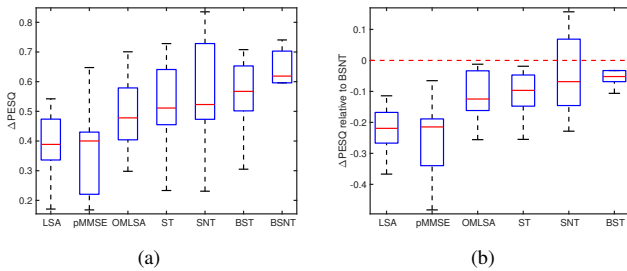 ΔPESQ
0.8
0.7
0.6
0.5
0.4
0.3
0.2
LSA pMMSE OMLSA ST SNT BST BSNT
(a)
ΔPESQ relative to BSNT
0.1
0
-0.1
-0.2
-0.3
-0.4
LSA pMMSE OMLSA ST SNT BST
(b)